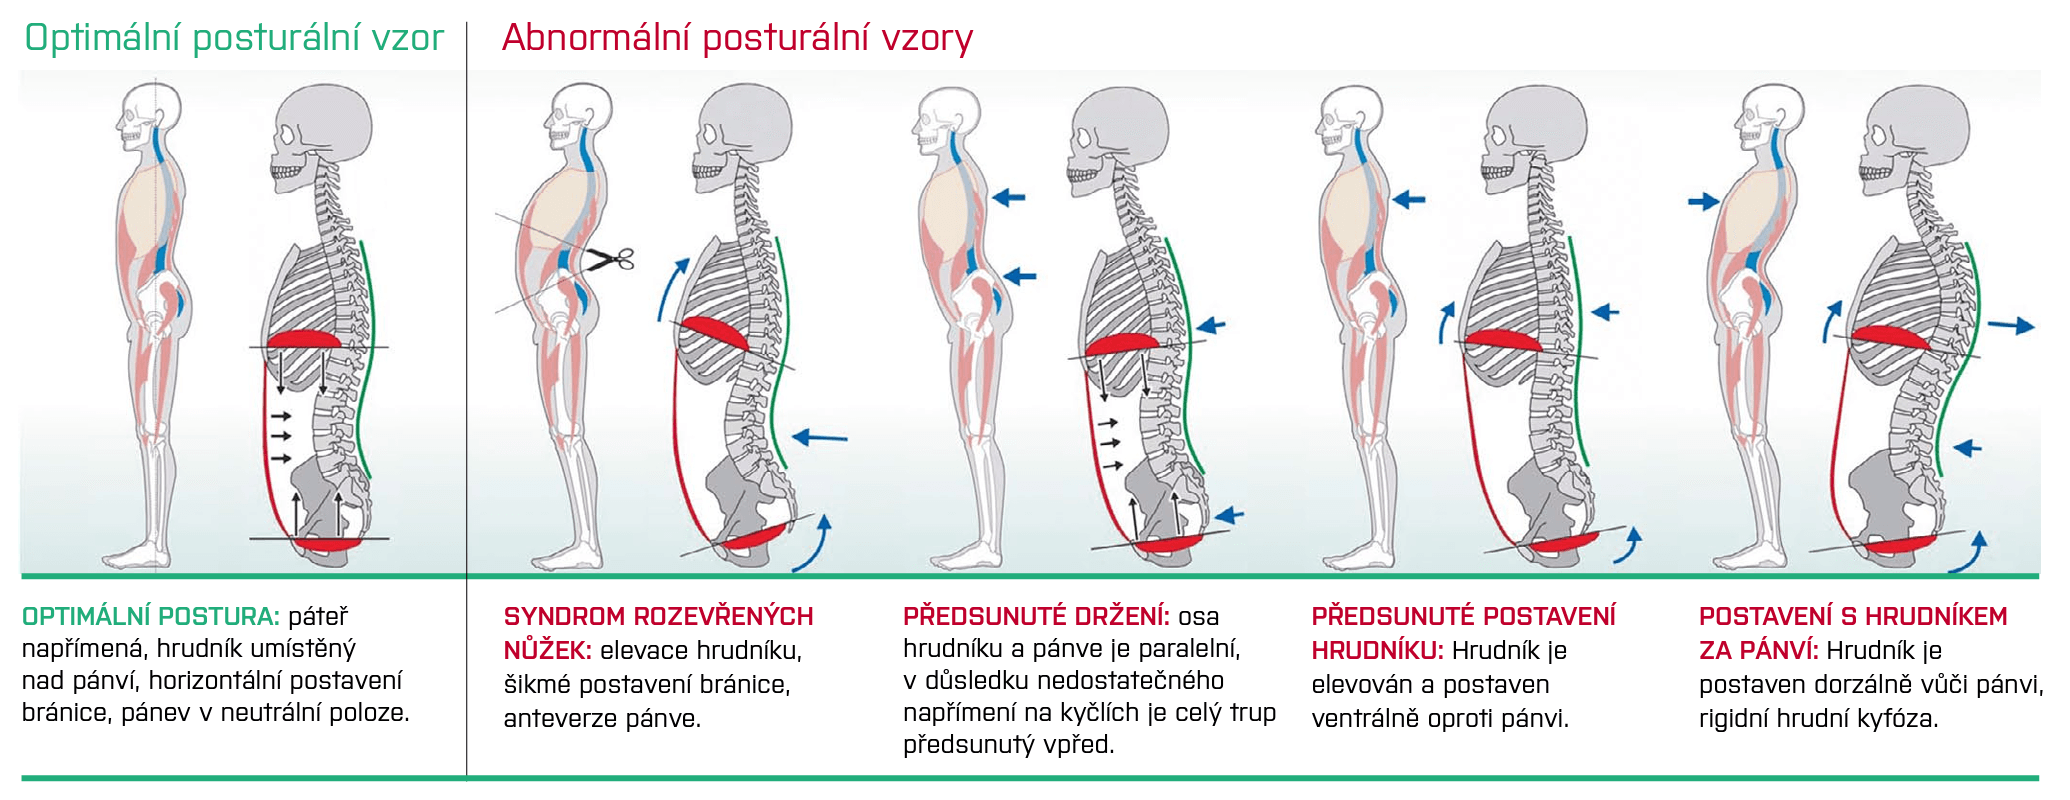 Optimální posturální vzor
Abnormální posturální vzory
OPTIMÁLNÍ POSTURA: páteř
napřímená, hrudník umístěný
nad pánví, horizontální postavení
bránice, pánev v neutrální poloze.
SYNDROM ROZEVŘENÝCH
NŮŽEK: elevace hrudníku,
šikmé postavení bránice,
anteverze pánve.
PŘEDSUNUTÉ DRŽENÍ: osa
hrudníku a pánve je paralelní,
v důsledku nedostatečného
napřímení na kyčlích je celý trup
předsunutý vpřed.
PŘEDSUNUTÉ POSTAVENÍ
HRUDNÍKU: Hrudník je
elevován a postaven
ventrálně oproti pánvi.
POSTAVENÍ S HRUDNÍKEM
ZA PÁNVÍ: Hrudník je
postaven dorzálně vůči pánvi,
rigidní hrudní kyfóza.